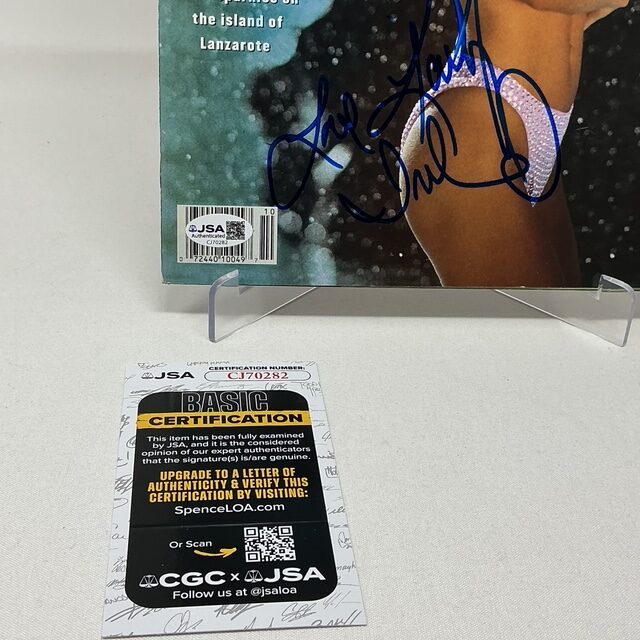 the island of
Lanzarote
Love
10
JSA
Authenticated
CJ70282
0 72440 10049 7
JSA
CERTIFICATION NUMBER:
CJ70282
BASIC
CERTIFICATION
This item has been fully examined
by JSA, and it is the considered
opinion of our expert authenticators
that the signature(s) is/are genuine.
UPGRADE TO A LETTER OF
AUTHENTICITY & VERIFY THIS
CERTIFICATION BY VISITING:
SpenceLOA.com
Or Scan
CGC x JSA
Follow us at @jsaloa